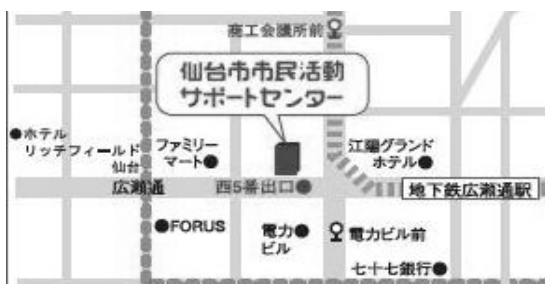 商工会議所前
仙台市市民活動
サポートセンター
ホテル
リッチフィールド
仙台
ファミリー
マート
江陽グランド
ホテル
広瀬通
西5番出口
地下鉄広瀬通駅
FORUS
電力
ビル
電力ビル前
七十七銀行